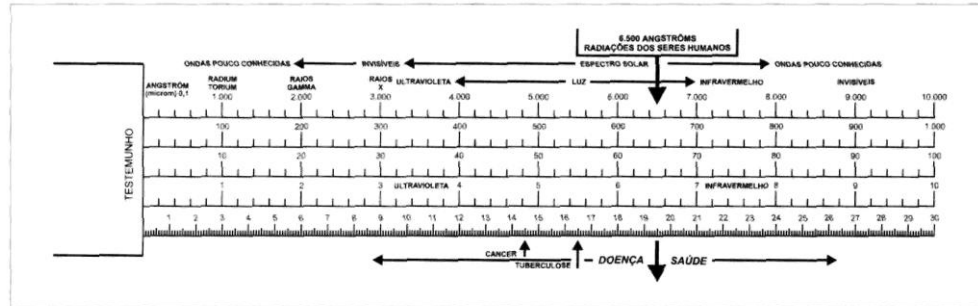 6.500 ANGSTRÖMS
RADIAÇÕES DOS SERES HUMANOS
ONDAS POUCO CONHECIDAS INVISÍVEIS ESPECTRO SOLAR ONDAS POUCO CONHECIDAS
ANGSTRÖM RADIUM RAIOS RAIOS ULTRAVIOLETA LUZ INFRAVERMELHO INVISÍVEIS
(microm) 0,1 TORIUM GAMMA X
1.000 2.000 3.000 4.000 5.000 6.000 7.000 8.000 9.000 10.000
100 200 300 400 500 600 700 800 900 1.000
TESTEMUNHO
10 20 30 40 50 60 70 80 90 100
1 2 3 ULTRAVIOLETA 4 5 6 7 INFRAVERMELHO 8 9 10
1 2 3 4 5 6 7 8 9 10 11 12 13 14 15 16 17 18 19 20 21 22 23 24 25 26 27 28 29 30
CANCER
TUBERCULOSE DOENÇA SAÚDE